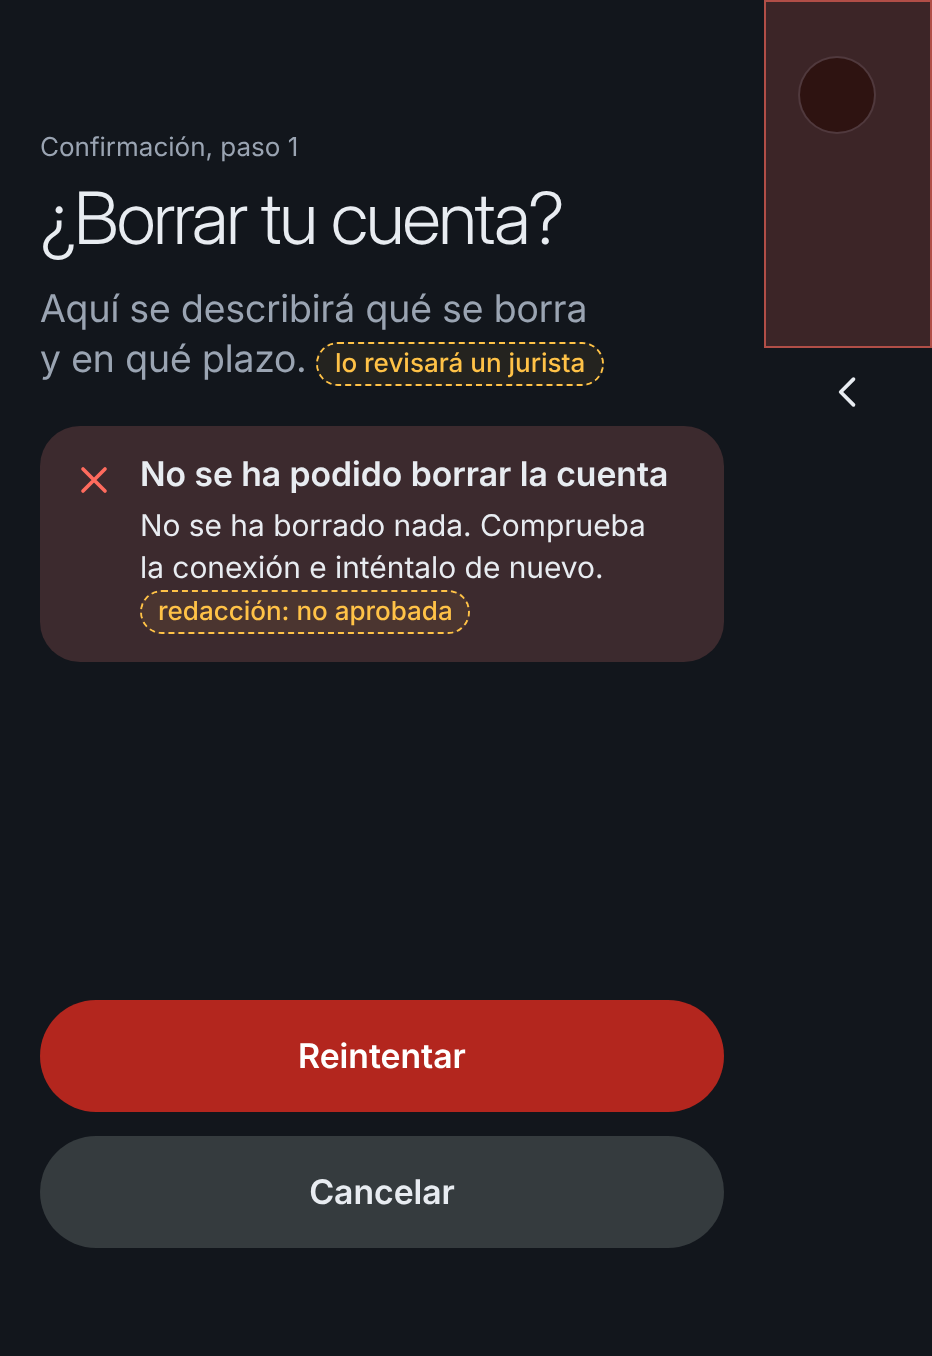 Confirmación, paso 1
¿Borrar tu cuenta?
Aquí se describirá qué se borra
y en qué plazo. lo revisará un jurista
No se ha podido borrar la cuenta
No se ha borrado nada. Comprueba
la conexión e inténtalo de nuevo.
redacción: no aprobada
Reintentar
Cancelar